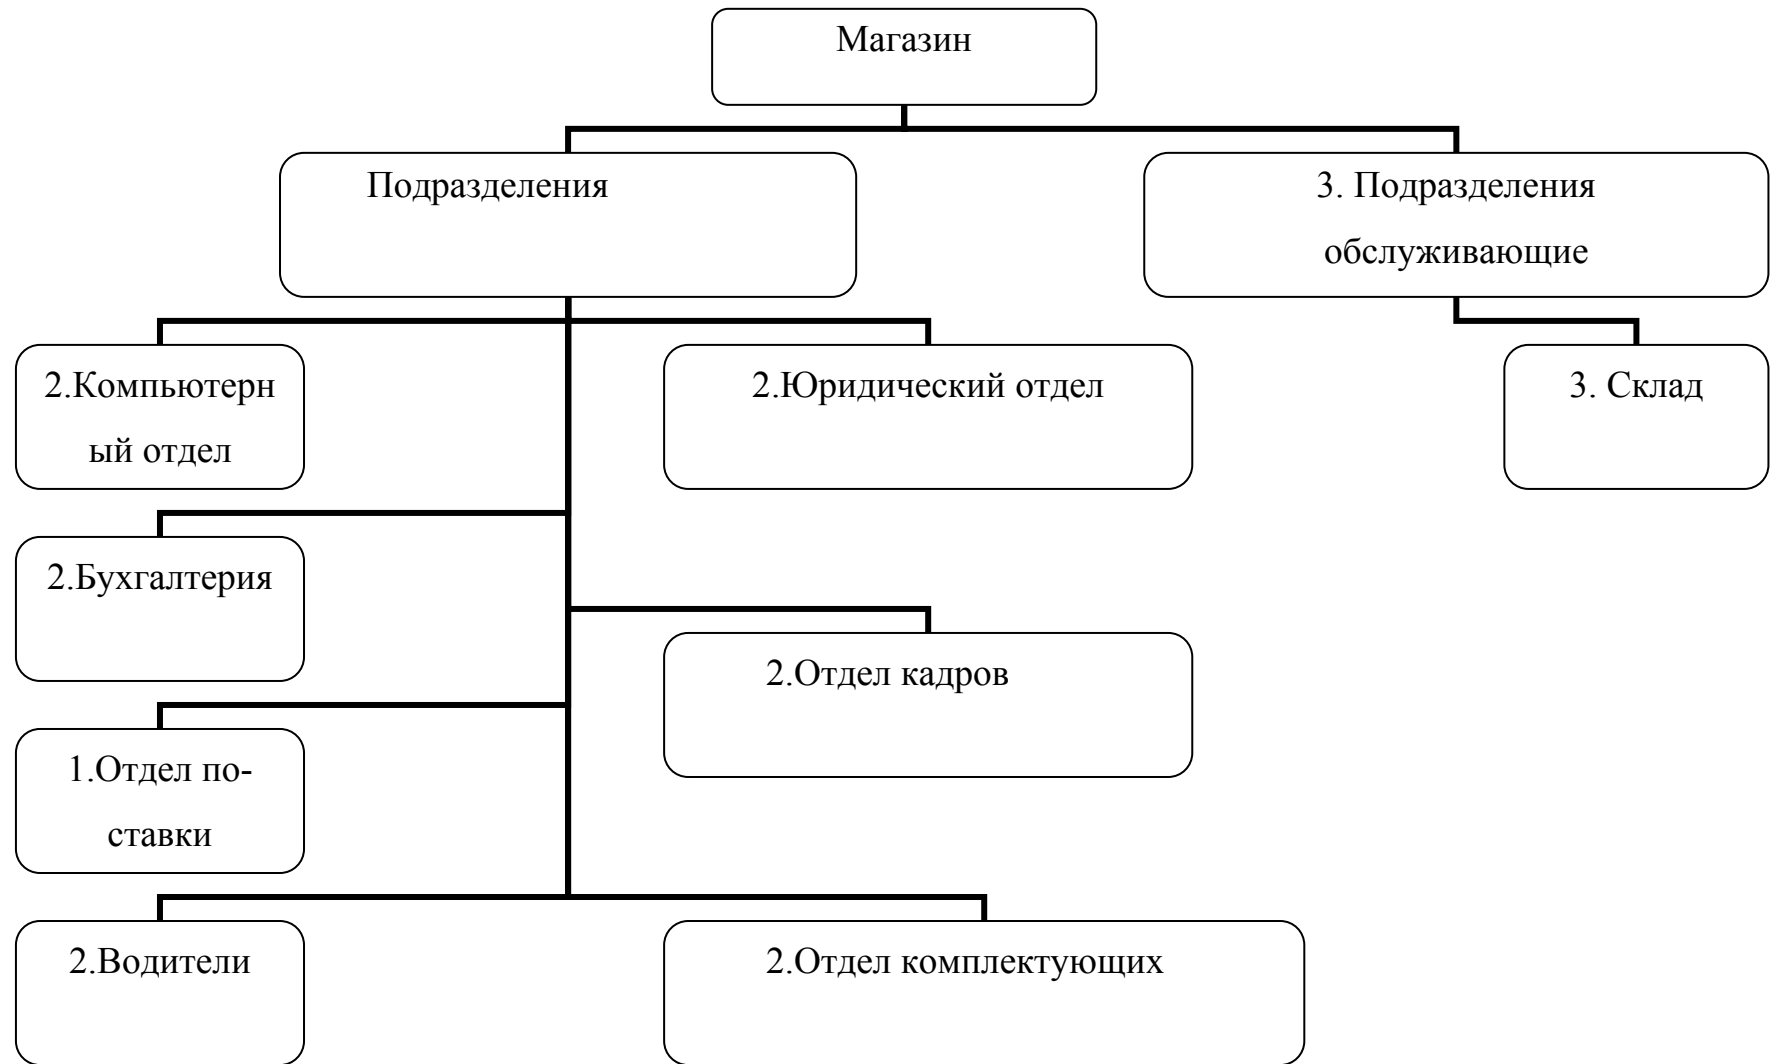 Магазин
Подразделения
3. Подразделения
обслуживающие
2.Компьютерн
ый отдел
2.Юридический отдел
3. Склад
2.Бухгалтерия
2.Отдел кадров
1.Отдел по-
ставки
2.Водители
2.Отдел комплектующих